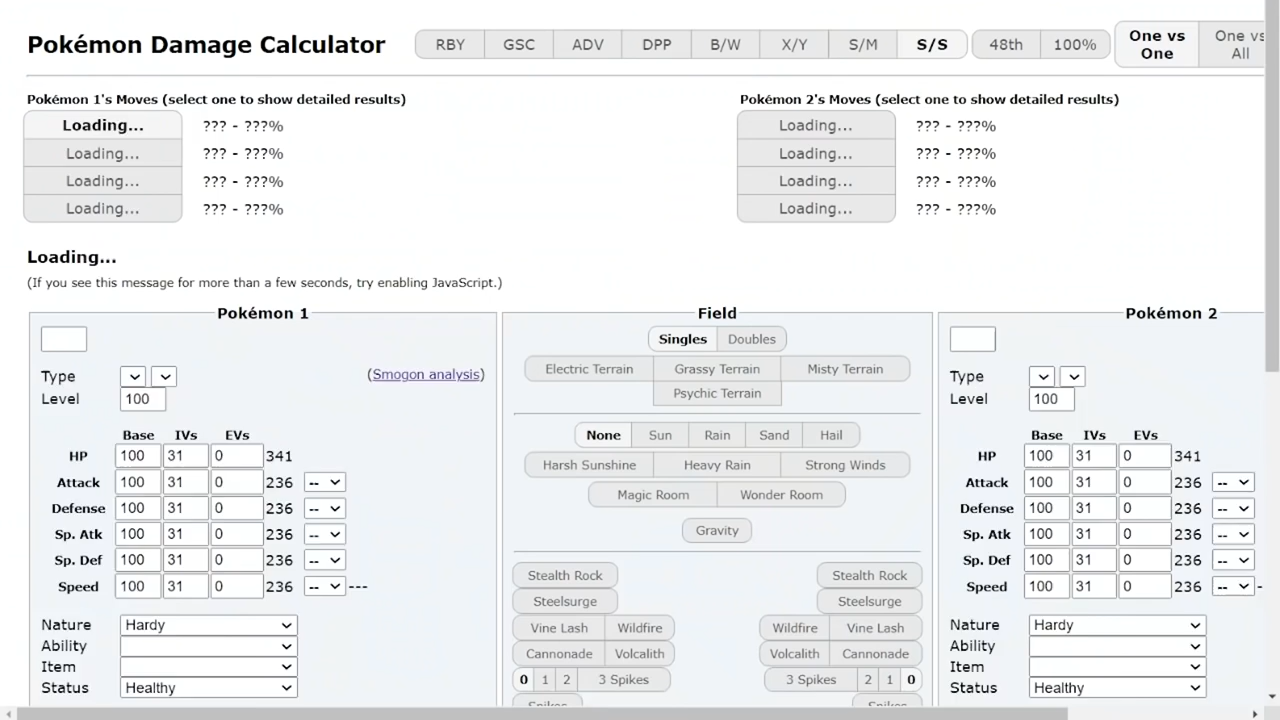 Pokémon Damage Calculator RBY GSC ADV DPP B/W X/Y S/M S/S 48th 100% One vs One One vs All
Pokémon 1's Moves (select one to show detailed results) Pokémon 2's Moves (select one to show detailed results)
Loading... ??? - ???% Loading... ??? - ???%
Loading... ??? - ???% Loading... ??? - ???%
Loading... ??? - ???% Loading... ??? - ???%
Loading... ??? - ???% Loading... ??? - ???%
Loading...
(If you see this message for more than a few seconds, try enabling JavaScript.)
Pokémon 1 Field Pokémon 2
Singles Doubles
Type (Smogon analysis) Electric Terrain Grassy Terrain Misty Terrain Type
Level 100 Psychic Terrain Level 100
Base IVs EVs None Sun Rain Sand Hail Base IVs EVs
HP 100 31 0 341 Harsh Sunshine Heavy Rain Strong Winds HP 100 31 0 341
Attack 100 31 0 236 -- Magic Room Wonder Room Attack 100 31 0 236 --
Defense 100 31 0 236 -- Defense 100 31 0 236 --
Sp. Atk 100 31 0 236 -- Gravity Sp. Atk 100 31 0 236 --
Sp. Def 100 31 0 236 -- Stealth Rock Stealth Rock Sp. Def 100 31 0 236 --
Speed 100 31 0 236 -- --- Steelsurge Steelsurge Speed 100 31 0 236 -- -
Nature Hardy Vine Lash Wildfire Wildfire Vine Lash Nature Hardy
Ability Cannonade Volcalith Volcalith Cannonade Ability
Item 0 1 2 3 Spikes 3 Spikes 2 1 0 Item
Status Healthy Spikes Spikes Status Healthy